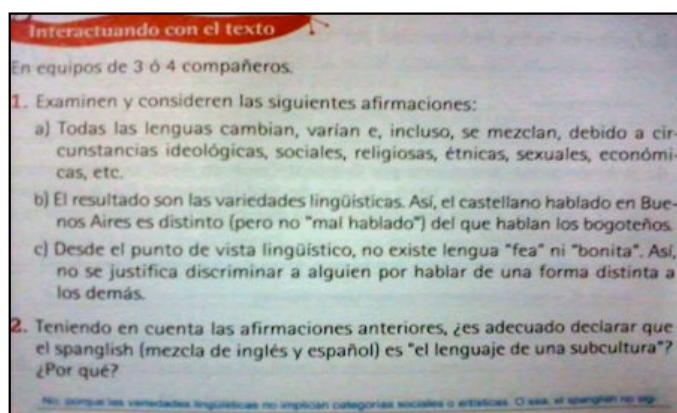 Interactuando con el texto
En equipos de 3 ó 4 compañeros.
1. Examinen y consideren las siguientes afirmaciones:
a) Todas las lenguas cambian, varían e, incluso, se mezclan, debido a cir-
cunstancias ideológicas, sociales, religiosas, étnicas, sexuales, económi-
cas, etc.
b) El resultado son las variedades lingüísticas. Así, el castellano hablado en Bue-
nos Aires es distinto (pero no "mal hablado") del que hablan los bogoteños.
c) Desde el punto de vista lingüístico, no existe lengua "fea" ni "bonita". Así,
no se justifica discriminar a alguien por hablar de una forma distinta a
los demás.
2. Teniendo en cuenta las afirmaciones anteriores, ¿es adecuado declarar que
el spanglish (mezcla de inglés y español) es "el lenguaje de una subcultura"?
¿Por qué?
No, porque las variedades lingüísticas no implican categorías sociales o artísticas. O sea, el spanglish no sig-